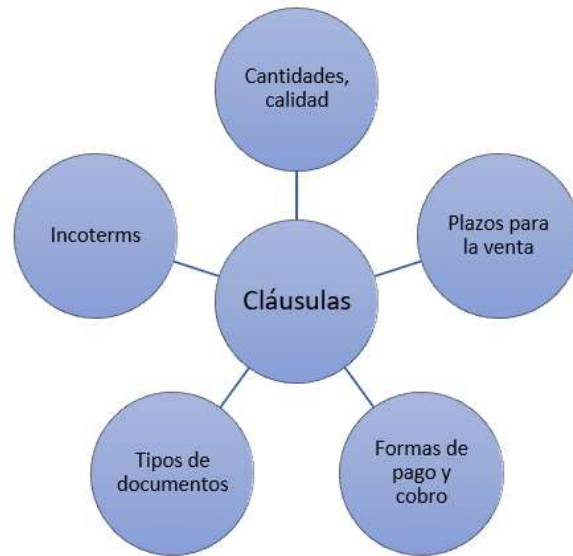 Cantidades,
calidad
Incoterms
Plazos para
la venta
Cláusulas
Tipos de
documentos
Formas de
pago y
cobro